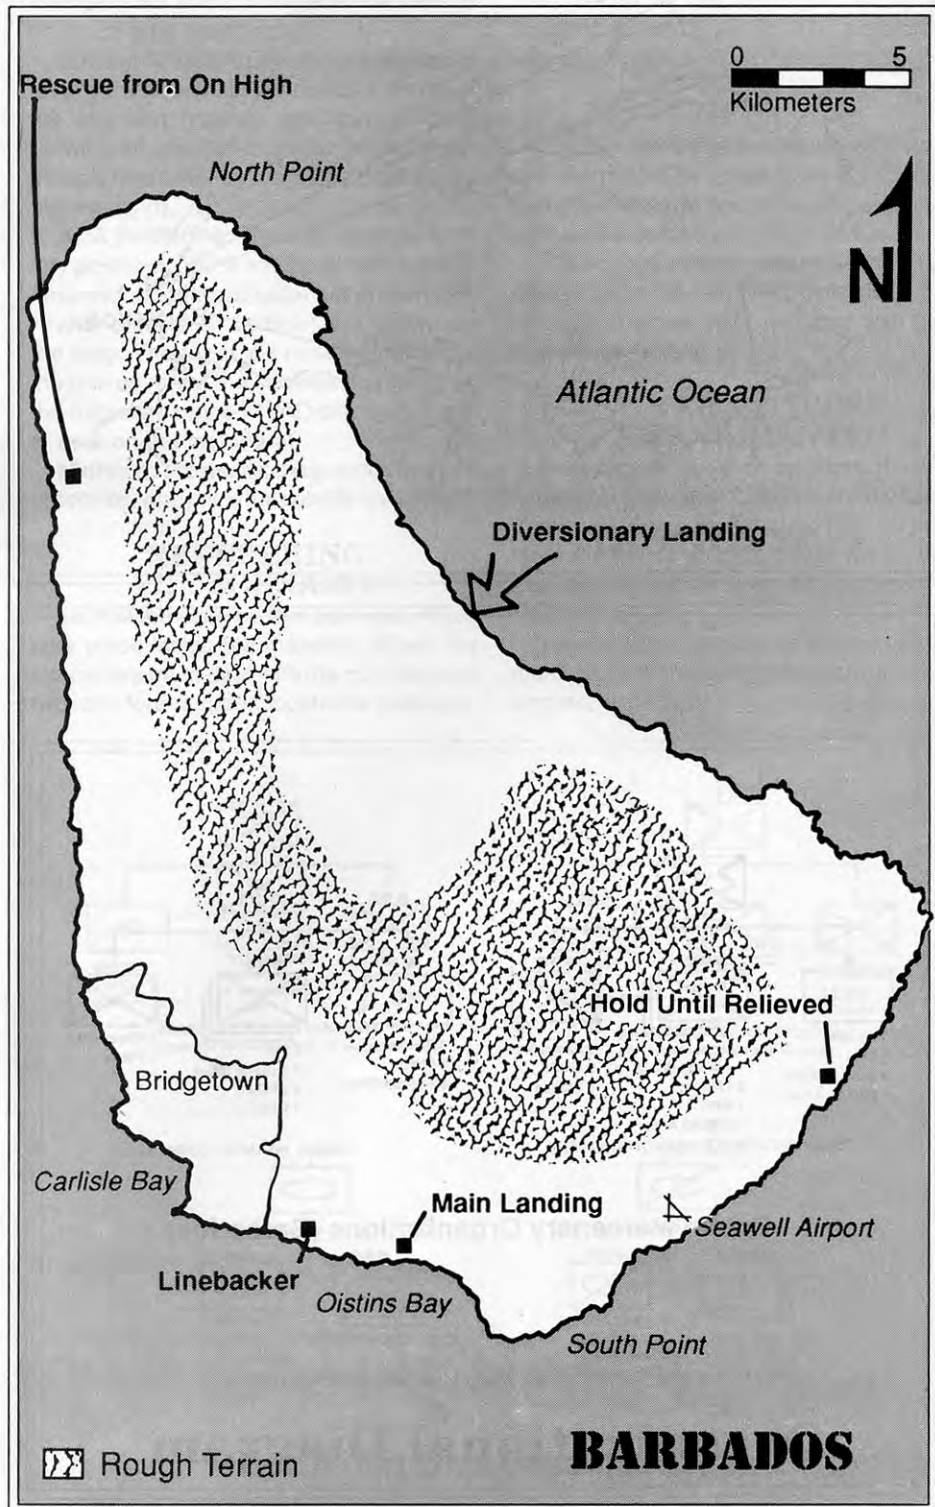 0 5
Kilometers
Rescue from On High
North Point
N
Atlantic Ocean
Diversionary Landing
Hold Until Relieved
Bridgetown
Carlisle Bay
Main Landing
Seawell Airport
Linebacker
Oistins Bay
South Point
Rough Terrain
BARBADOS